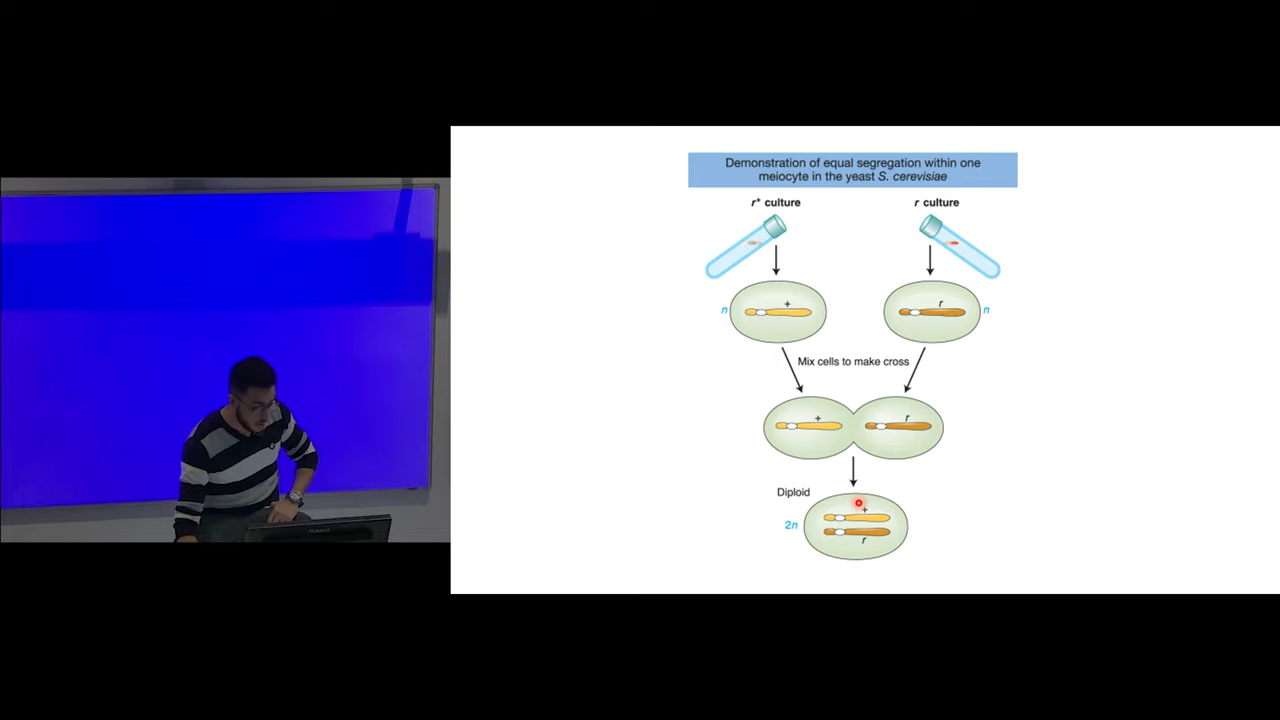 Demonstration of equal segregation within one
meiocyte in the yeast S. cerevisiae
r⁺ culture
r culture
+
r
n
n
Mix cells to make cross
+
r
Diploid
+
2n
r